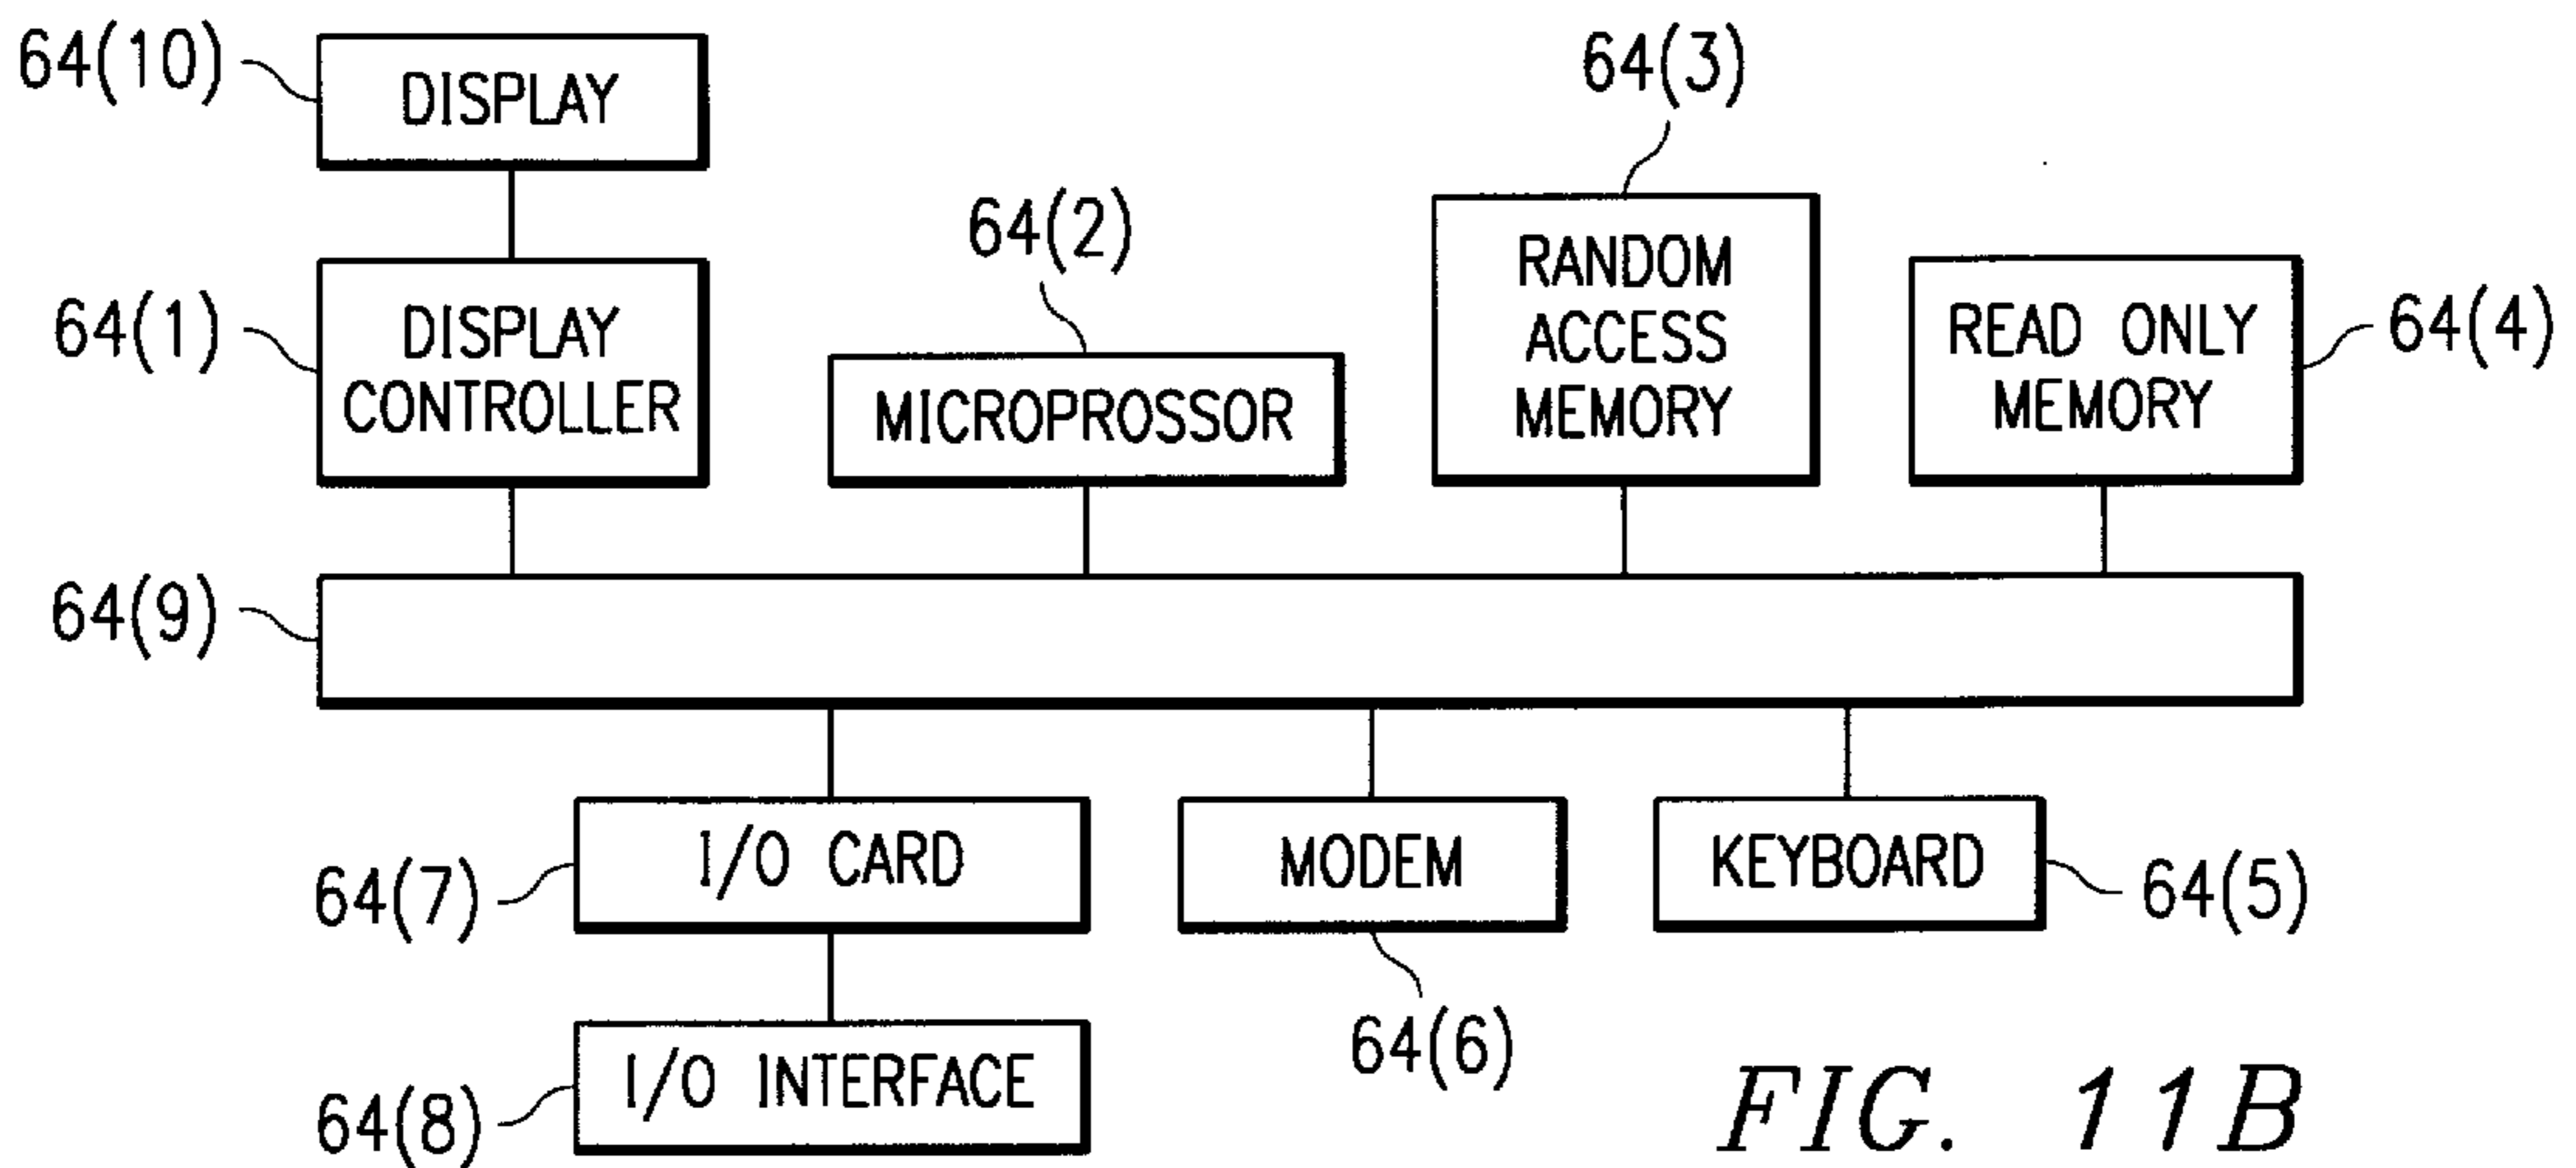 64(10)
DISPLAY
64(3)
64(2)
RANDOM
ACCESS
MEMORY
64(1)
DISPLAY
CONTROLLER
READ ONLY
MEMORY
64(4)
MICROPROSSOR
64(9)
64(7)
I/O CARD
MODEM
KEYBOARD
64(5)
64(6)
64(8)
I/O INTERFACE
FIG. 11B